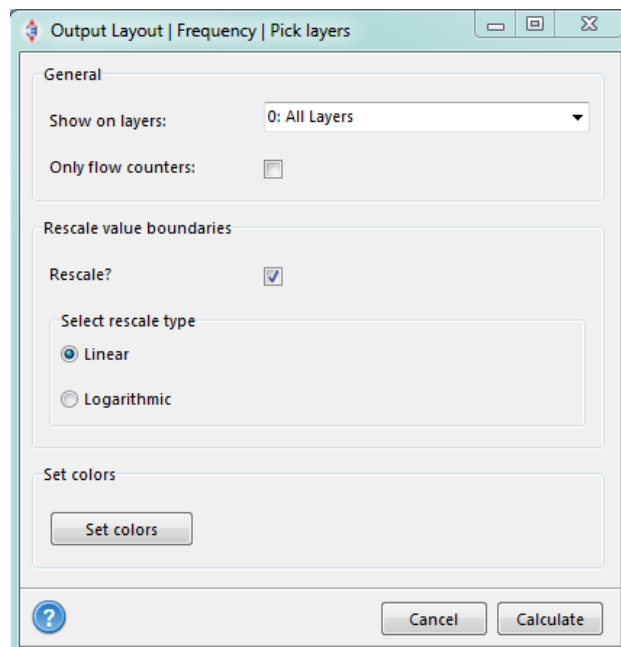 Output Layout | Frequency | Pick layers
General
Show on layers: 0: All Layers
Only flow counters:
Rescale value boundaries
Rescale?
Select rescale type
Linear
Logarithmic
Set colors
Set colors
? Cancel Calculate